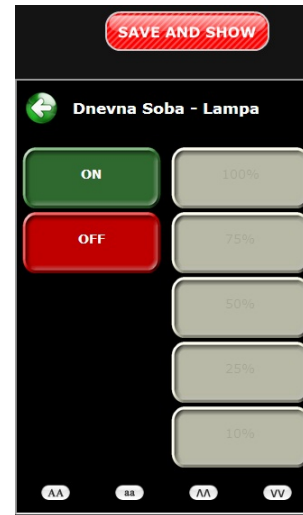 SAVE AND SHOW
Dnevna Soba - Lampa
ON
100%
OFF
75%
50%
25%
10%
AA
aa
ΛΛ
VV